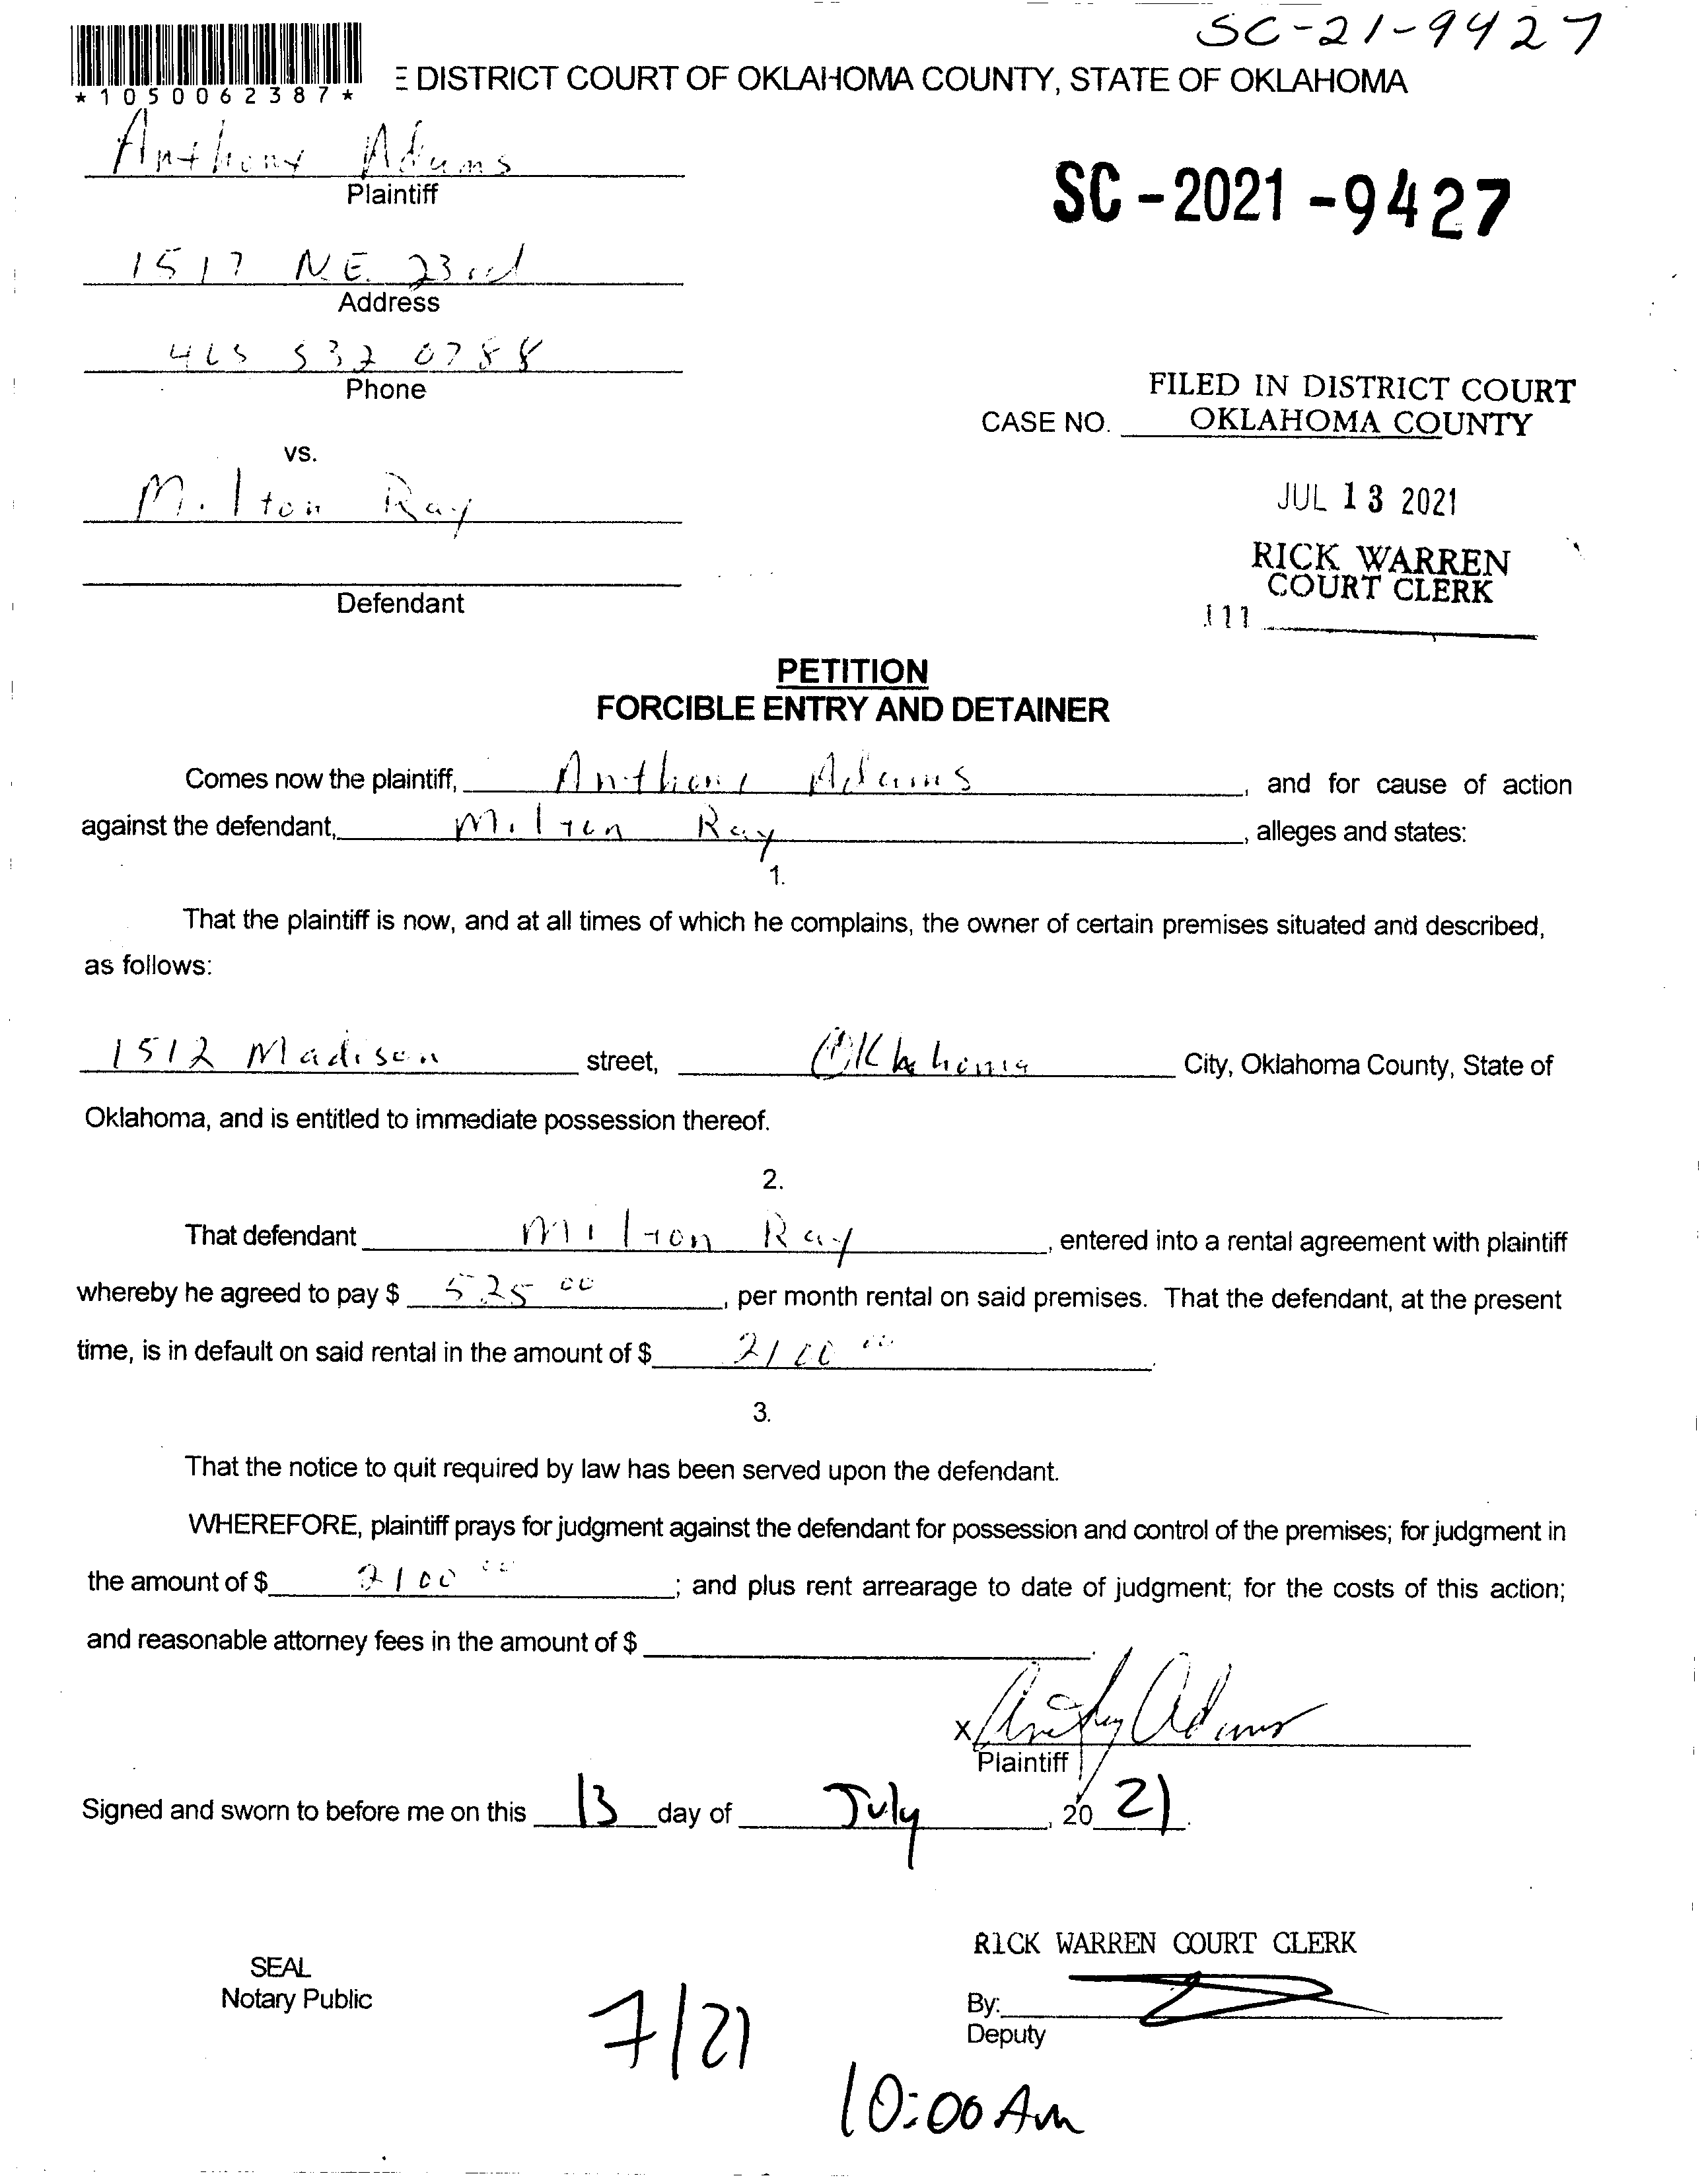 SC-21-9427
*1050062387*
E DISTRICT COURT OF OKLAHOMA COUNTY, STATE OF OKLAHOMA
Anthony Adams
Plaintiff
SC-2021-9427
1517 N.E. 23rd
Address
405 532 0788
Phone
FILED IN DISTRICT COURT
CASE NO. OKLAHOMA COUNTY
vs.
Milton Ray
JUL 13 2021
RICK WARREN
COURT CLERK
Defendant
111
PETITION
FORCIBLE ENTRY AND DETAINER
Comes now the plaintiff, Anthony Adams, and for cause of action
against the defendant, Milton Ray, alleges and states:
1.
That the plaintiff is now, and at all times of which he complains, the owner of certain premises situated and described,
as follows:
1512 Madison street, Oklahoma City, Oklahoma County, State of
Oklahoma, and is entitled to immediate possession thereof.
2.
That defendant Milton Ray, entered into a rental agreement with plaintiff
whereby he agreed to pay $ 525 00, per month rental on said premises. That the defendant, at the present
time, is in default on said rental in the amount of $ 2100 00.
3.
That the notice to quit required by law has been served upon the defendant.
WHEREFORE, plaintiff prays for judgment against the defendant for possession and control of the premises; for judgment in
the amount of $ 2100 00; and plus rent arrearage to date of judgment; for the costs of this action;
and reasonable attorney fees in the amount of $
x Anthony Adams
Plaintiff
Signed and sworn to before me on this 13 day of July, 20 21.
RICK WARREN COURT CLERK
SEAL
Notary Public
By:
Deputy
7/21
10:00 Am